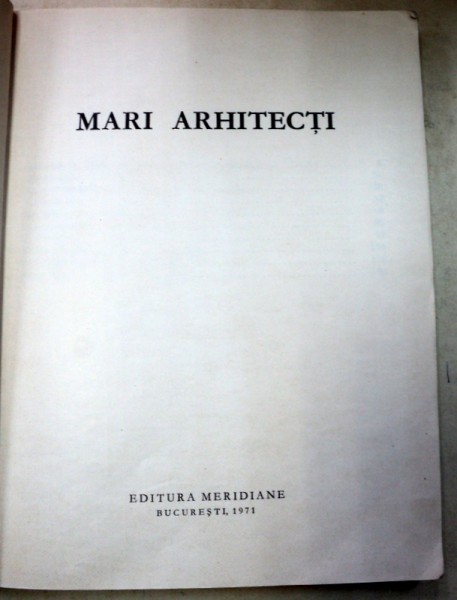 MARI ARHITECȚI
EDITURA MERIDIANE
BUCUREȘTI, 1971